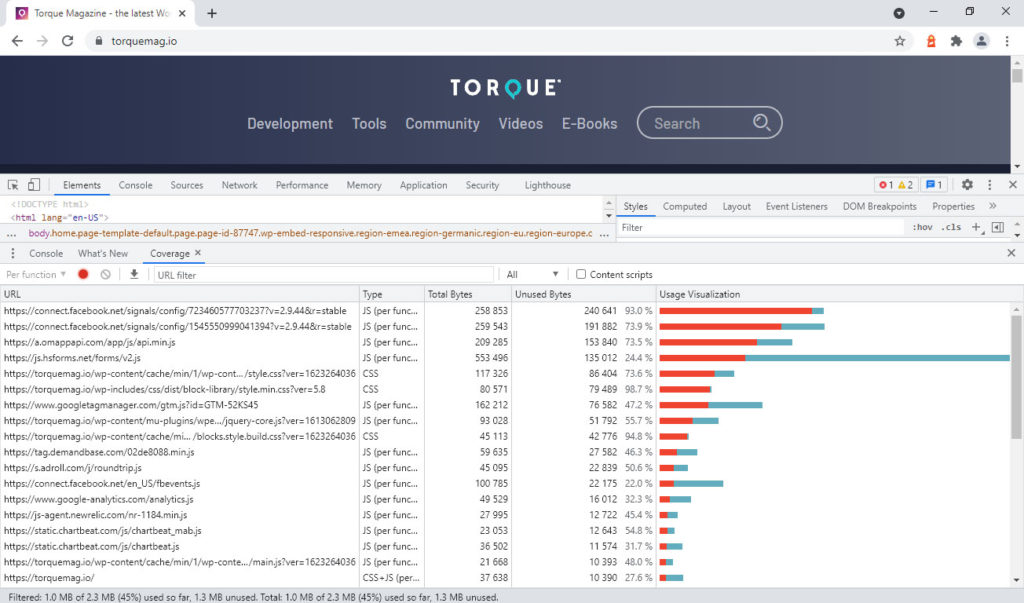 Torque Magazine - the latest Wo
torquemag.io
TORQUE
Development Tools Community Videos E-Books Search
Elements Console Sources Network Performance Memory Application Security Lighthouse 1 2 1
<!DOCTYPE html>
<html lang="en-US">
... body.home.page-template-default.page.page-id-87747.wp-embed-responsive.region-emea.region-germanic.region-eu.region-europe.c ...
Styles Computed Layout Event Listeners DOM Breakpoints Properties »
Filter :hov .cls +
Console What's New Coverage ×
Per function URL filter All Content scripts
URL Type Total Bytes Unused Bytes Usage Visualization
https://connect.facebook.net/signals/config/723460577703237?v=2.9.44&r=stable JS (per func... 258 853 240 641 93.0 %
https://connect.facebook.net/signals/config/1545550999041394?v=2.9.44&r=stable JS (per func... 259 543 191 882 73.9 %
https://a.omappapi.com/app/js/api.min.js JS (per func... 209 285 153 840 73.5 %
https://js.hsforms.net/forms/v2.js JS (per func... 553 496 135 012 24.4 %
https://torquemag.io/wp-content/cache/min/1/wp-cont... /style.css?ver=1623264036 CSS 117 326 86 404 73.6 %
https://torquemag.io/wp-includes/css/dist/block-library/style.min.css?ver=5.8 CSS 80 571 79 489 98.7 %
https://www.googletagmanager.com/gtm.js?id=GTM-52KS45 JS (per func... 162 212 76 582 47.2 %
https://torquemag.io/wp-content/mu-plugins/wpe... /jquery-core.js?ver=1613062809 JS (per func... 93 028 51 792 55.7 %
https://torquemag.io/wp-content/cache/mi... /blocks.style.build.css?ver=1623264036 CSS 45 113 42 776 94.8 %
https://tag.demandbase.com/02de8088.min.js JS (per func... 59 635 27 582 46.3 %
https://s.adroll.com/j/roundtrip.js JS (per func... 45 095 22 839 50.6 %
https://connect.facebook.net/en_US/fbevents.js JS (per func... 100 785 22 175 22.0 %
https://www.google-analytics.com/analytics.js JS (per func... 49 529 16 012 32.3 %
https://js-agent.newrelic.com/nr-1184.min.js JS (per func... 27 995 12 722 45.4 %
https://static.chartbeat.com/js/chartbeat_mab.js JS (per func... 23 053 12 643 54.8 %
https://static.chartbeat.com/js/chartbeat.js JS (per func... 36 502 11 574 31.7 %
https://torquemag.io/wp-content/cache/min/1/wp-conte... /main.js?ver=1623264036 JS (per func... 21 668 10 393 48.0 %
https://torquemag.io/ CSS+JS (per... 37 638 10 390 27.6 %
Filtered: 1.0 MB of 2.3 MB (45%) used so far, 1.3 MB unused. Total: 1.0 MB of 2.3 MB (45%) used so far, 1.3 MB unused.